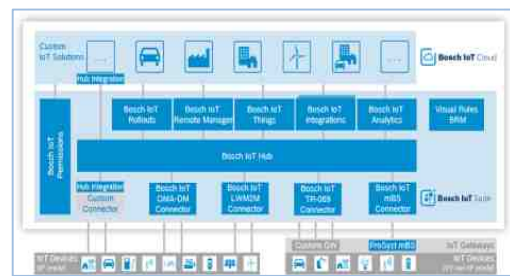 Custom
IoT Solutions
Bosch IoT Cloud
Hub Integration
Bosch IoT
Permissions
Bosch IoT
Rollouts
Bosch IoT
Remote Manager
Bosch IoT
Things
Bosch IoT
Integrations
Bosch IoT
Analytics
Visual Rules
BRM
Bosch IoT Hub
Hub Integration
Custom
Connector
Bosch IoT
OMA-DM
Connector
Bosch IoT
LWM2M
Connector
Bosch IoT
TR-069
Connector
Bosch IoT
mBS
Connector
Bosch IoT Suite
IoT Devices
Custom GW
ProSyst mBS
IoT Gateways
IoT Devices